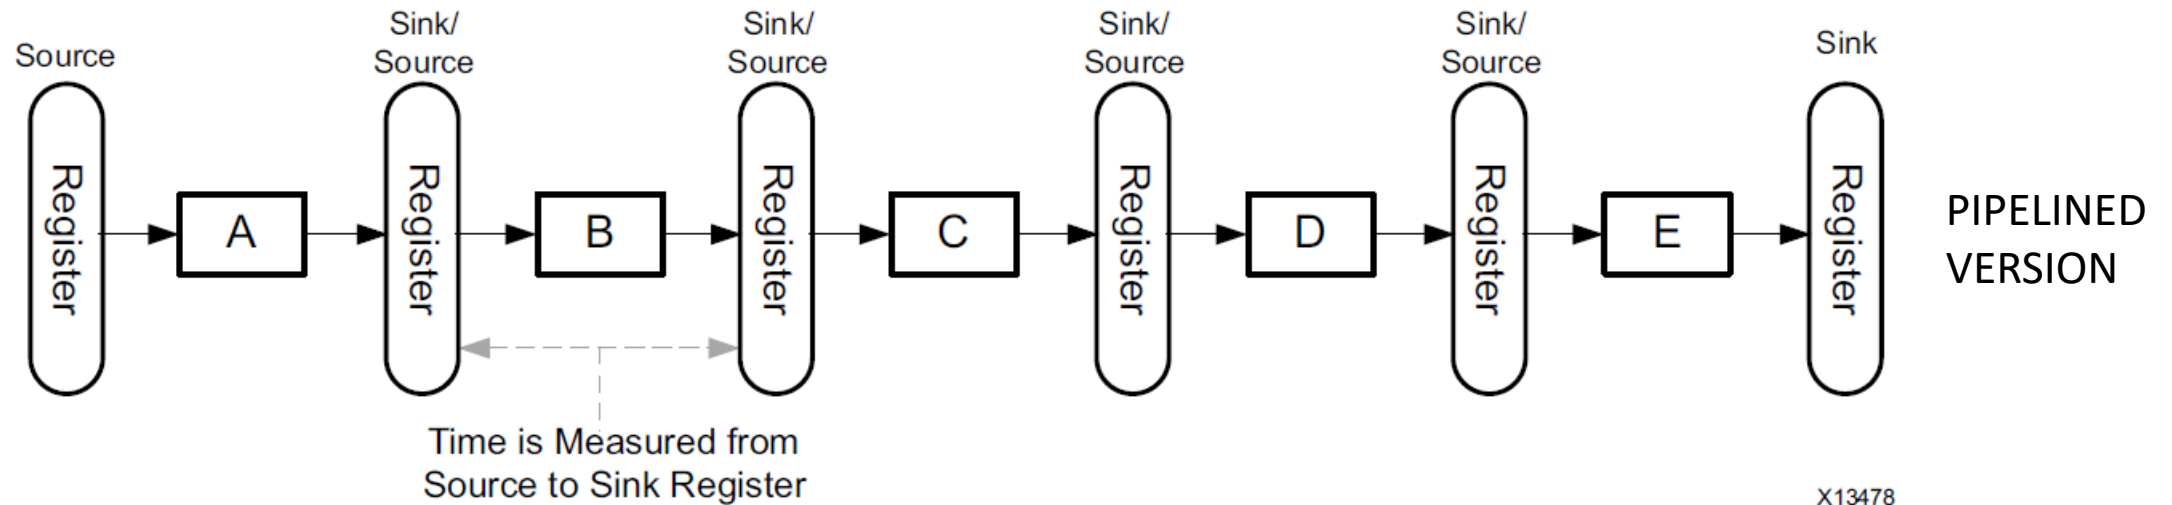 Source
Sink/
Source
Sink/
Source
Sink/
Source
Sink/
Source
Sink
Register
A
Register
B
Register
C
Register
D
Register
E
Register
PIPELINED
VERSION
Time is Measured from
Source to Sink Register
X13478